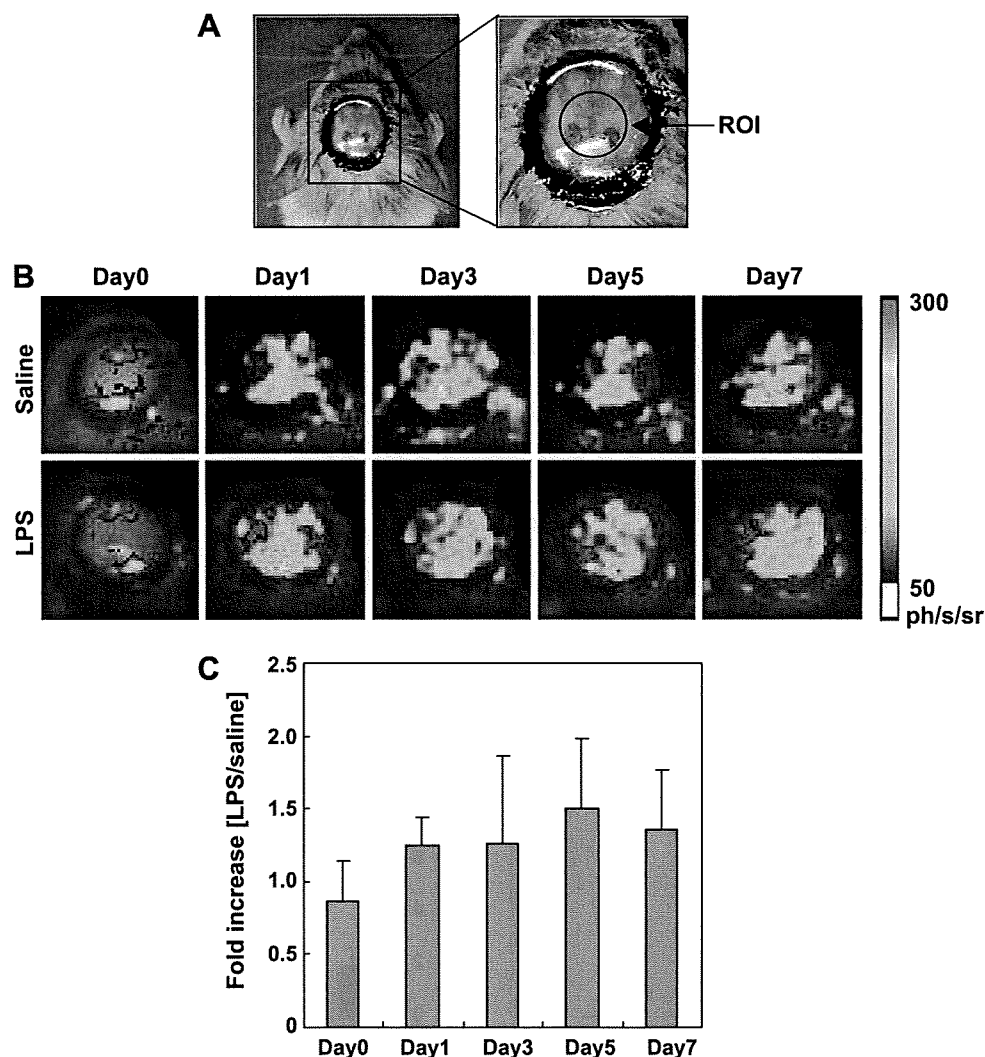 A
ROI
B
Day0 Day1 Day3 Day5 Day7
Saline
LPS
300
50
ph/s/sr
C
Fold increase [LPS/saline]
2.5
2.0
1.5
1.0
0.5
0
Day0 Day1 Day3 Day5 Day7